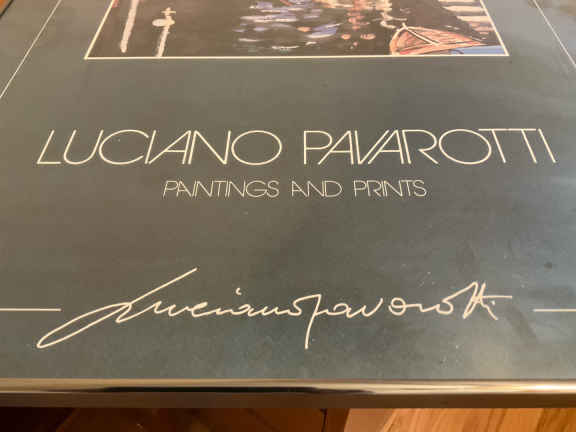 LUCIANO PAVAROTTI
PAINTINGS AND PRINTS
Luciano Pavarotti